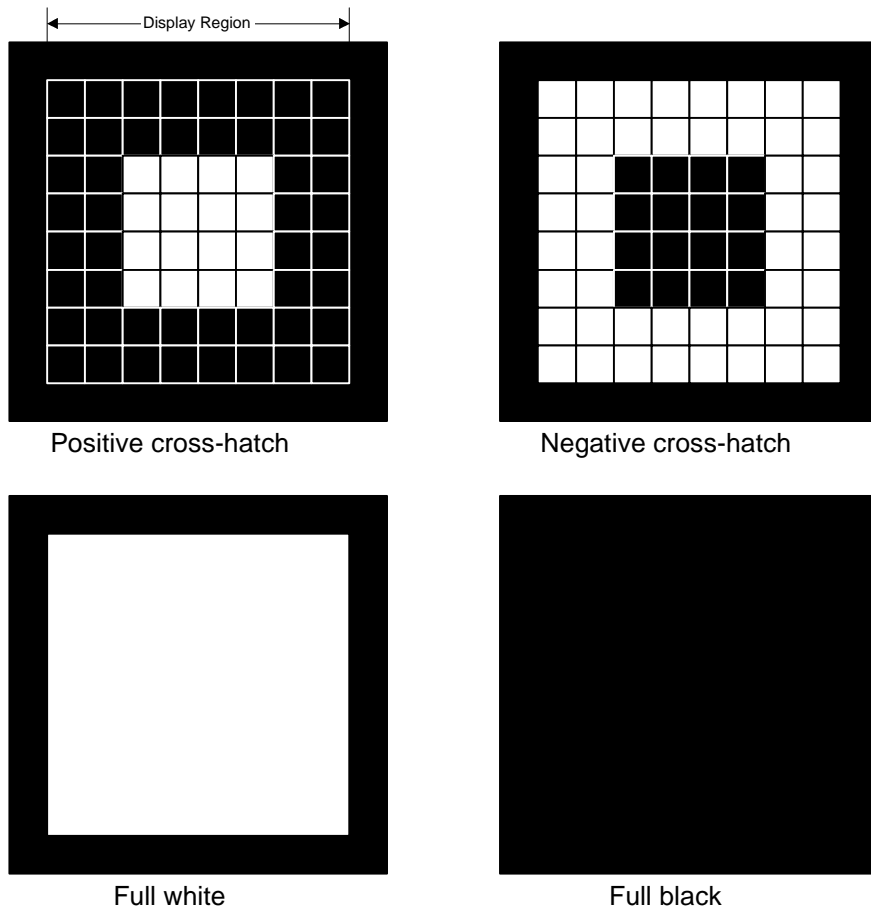 Display Region
Positive cross-hatch
Negative cross-hatch
Full white
Full black